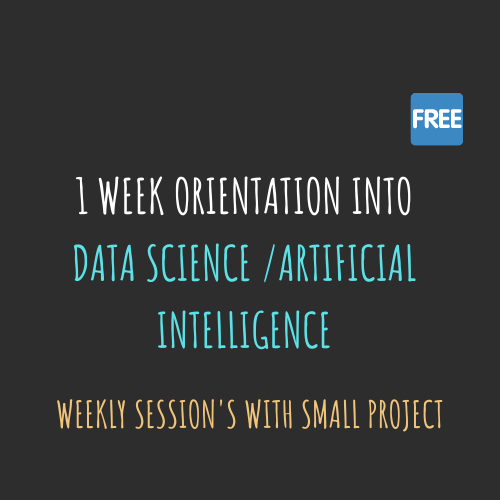 FREE
1 WEEK ORIENTATION INTO
DATA SCIENCE /ARTIFICIAL
INTELLIGENCE
WEEKLY SESSION'S WITH SMALL PROJECT